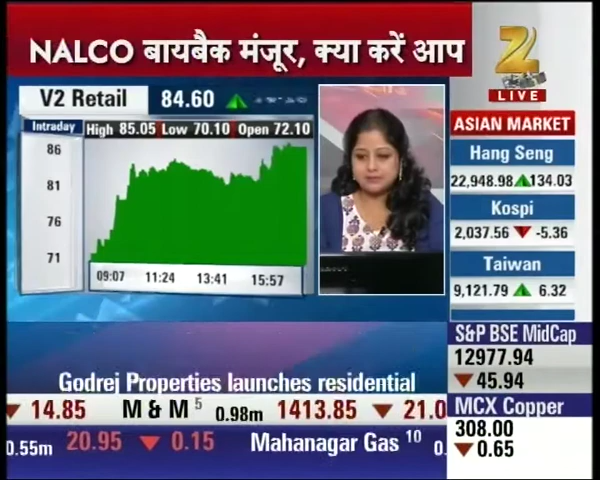 NALCO बायबैक मंजूर, क्या करें आप
Z
LIVE
V2 Retail 84.60
Intraday High 85.05 Low 70.10 Open 72.10
86
81
76
71
09:07 11:24 13:41 15:57
ASIAN MARKET
Hang Seng
22,948.98 134.03
Kospi
2,037.56 -5.36
Taiwan
9,121.79 6.32
S&P BSE MidCap
12977.94
45.94
MCX Copper
308.00
0.65
Godrej Properties launches residential
14.85 M & M 5 0.98m 1413.85 21.0
0.55m 20.95 0.15 Mahanagar Gas 10 0.